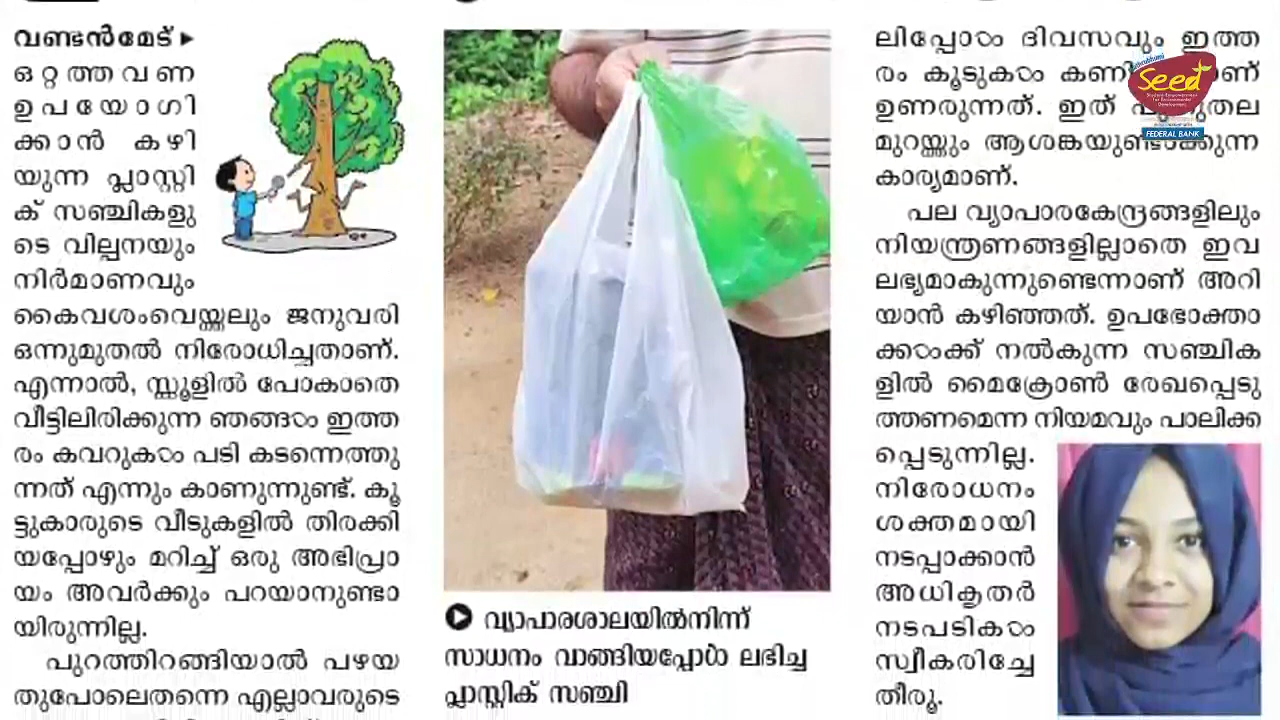 വണ്ടൻമേട് ▸
ഒറ്റത്തവണ
ഉപയോഗി
ക്കാൻ കഴി
യുന്ന പ്ലാസ്റ്റി
ക് സഞ്ചികളു
ടെ വില്പനയും
നിർമാണവും
കൈവശംവെയ്ക്കലും ജനുവരി
ഒന്നുമുതൽ നിരോധിച്ചതാണ്.
എന്നാൽ, സ്കൂളിൽ പോകാതെ
വീട്ടിലിരിക്കുന്ന ഞങ്ങൾ ഇത്ത
രം കവറുകൾ പടി കടന്നെത്തു
ന്നത് എന്നും കാണുന്നുണ്ട്. കൂ
ട്ടുകാരുടെ വീടുകളിൽ തിരക്കി
യപ്പോഴും മറിച്ച് ഒരു അഭിപ്രാ
യം അവർക്കും പറയാനുണ്ടാ
യിരുന്നില്ല.
പുറത്തിറങ്ങിയാൽ പഴയ
തുപോലെതന്നെ എല്ലാവരുടെ
വ്യാപാരശാലയിൽനിന്ന്
സാധനം വാങ്ങിയപ്പോൾ ലഭിച്ച
പ്ലാസ്റ്റിക് സഞ്ചി
ലിപ്പോൾ ദിവസവും ഇത്ത
രം കൂടുകൾ
ഉണരുന്നത്. ഇത്
മുറയ്ക്കും ആശങ്കയുണ്ടാക്കുന്ന
കാര്യമാണ്.
പല വ്യാപാരകേന്ദ്രങ്ങളിലും
നിയന്ത്രണങ്ങളില്ലാതെ ഇവ
ലഭ്യമാകുന്നുണ്ടെന്നാണ് അറി
യാൻ കഴിഞ്ഞത്. ഉപഭോക്താ
ക്കൾക്ക് നൽകുന്ന സഞ്ചിക
ളിൽ മൈക്രോൺ രേഖപ്പെടു
ത്തണമെന്ന നിയമവും പാലിക്ക
പ്പെടുന്നില്ല.
നിരോധനം
ശക്തമായി
നടപ്പാക്കാൻ
അധികൃതർ
നടപടികൾ
സ്വീകരിച്ചേ
തീരൂ.
Seed
FEDERAL BANK